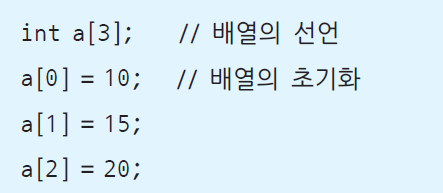 int a[3];   // 배열의 선언
a[0] = 10;   // 배열의 초기화
a[1] = 15;
a[2] = 20;